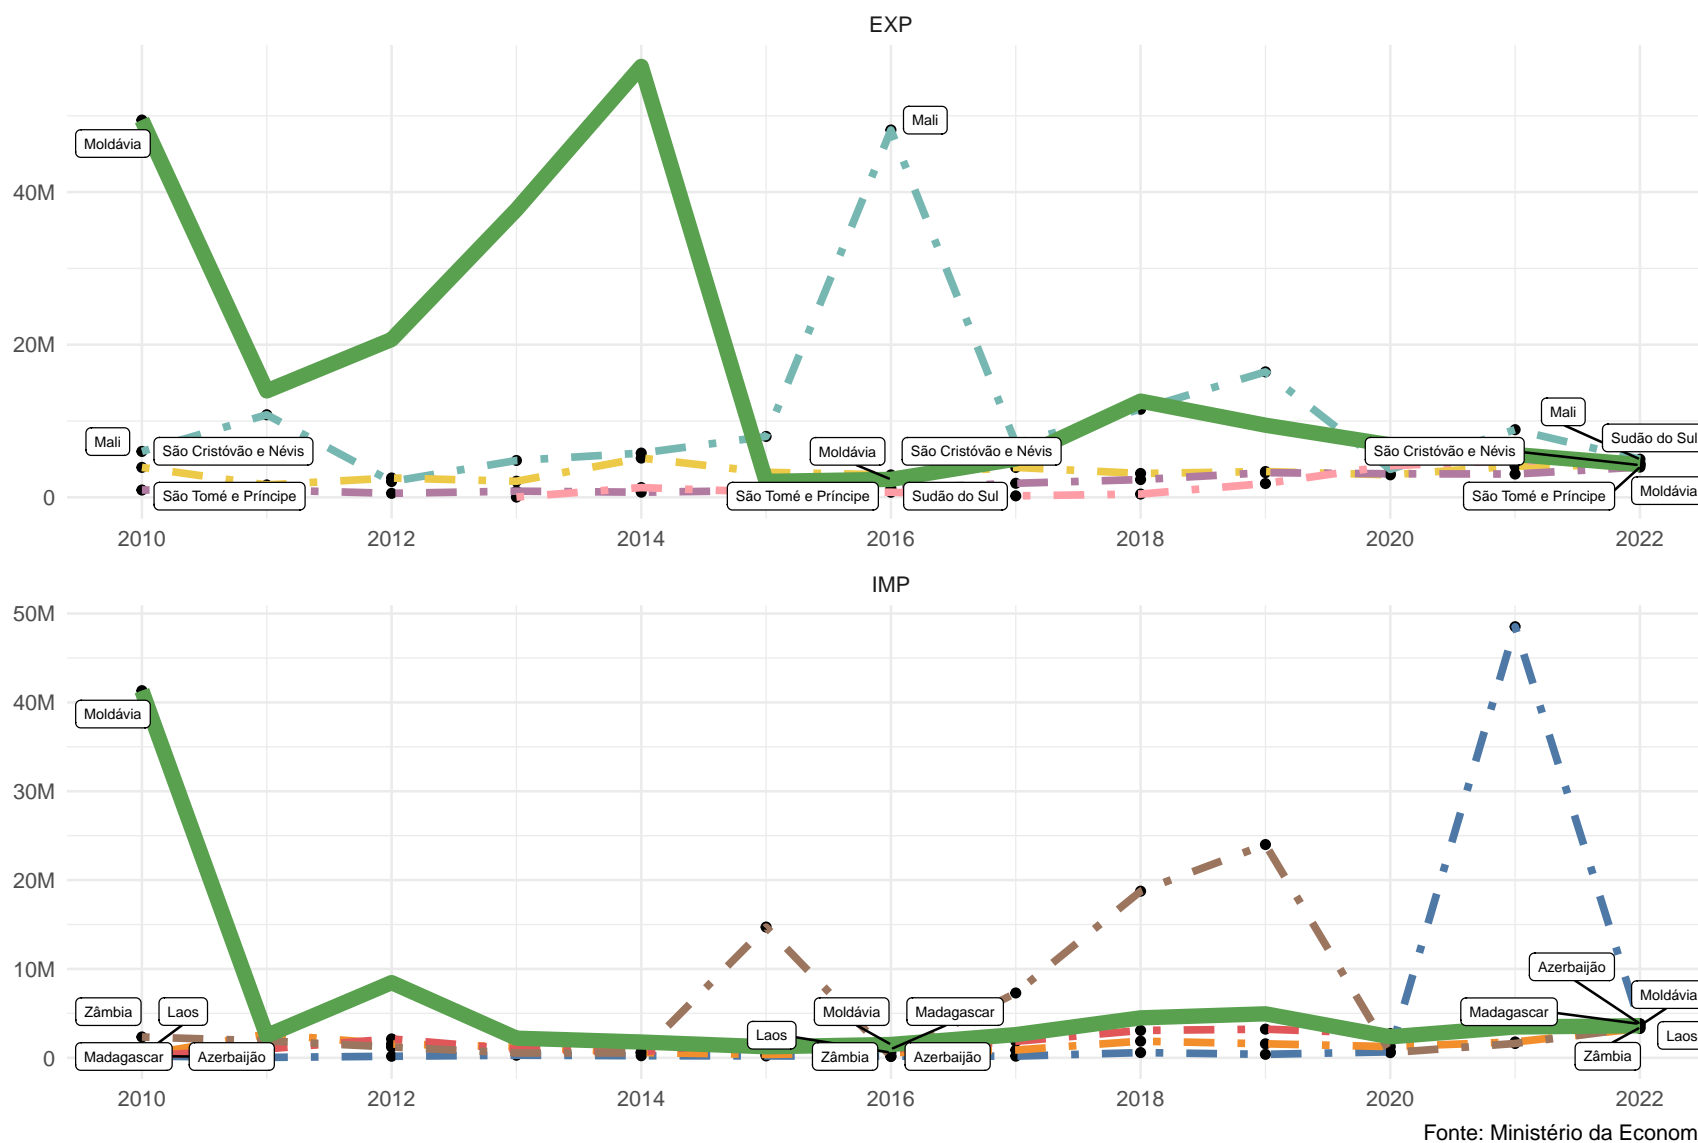 EXP
Moldávia
Mali
40M
20M
Mali
São Cristóvão e Névis
São Tomé e Príncipe
Moldávia
São Cristóvão e Névis
São Tomé e Príncipe
Sudão do Sul
Mali
Sudão do Sul
São Cristóvão e Névis
São Tomé e Príncipe
Moldávia
0
2010 2012 2014 2016 2018 2020 2022
IMP
50M
40M
Moldávia
30M
20M
10M
Zâmbia
Laos
Madagascar
Azerbaijão
Moldávia
Madagascar
Laos
Zâmbia
Azerbaijão
Azerbaijão
Moldávia
Madagascar
Laos
Zâmbia
0
2010 2012 2014 2016 2018 2020 2022
Fonte: Ministério da Econom